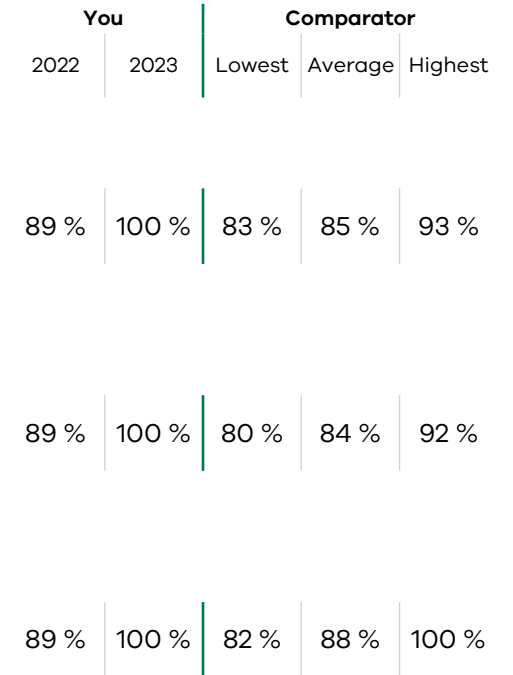 You Comparator
2022 2023 Lowest Average Highest
89 % 100 % 83 % 85 % 93 %
89 % 100 % 80 % 84 % 92 %
89 % 100 % 82 % 88 % 100 %